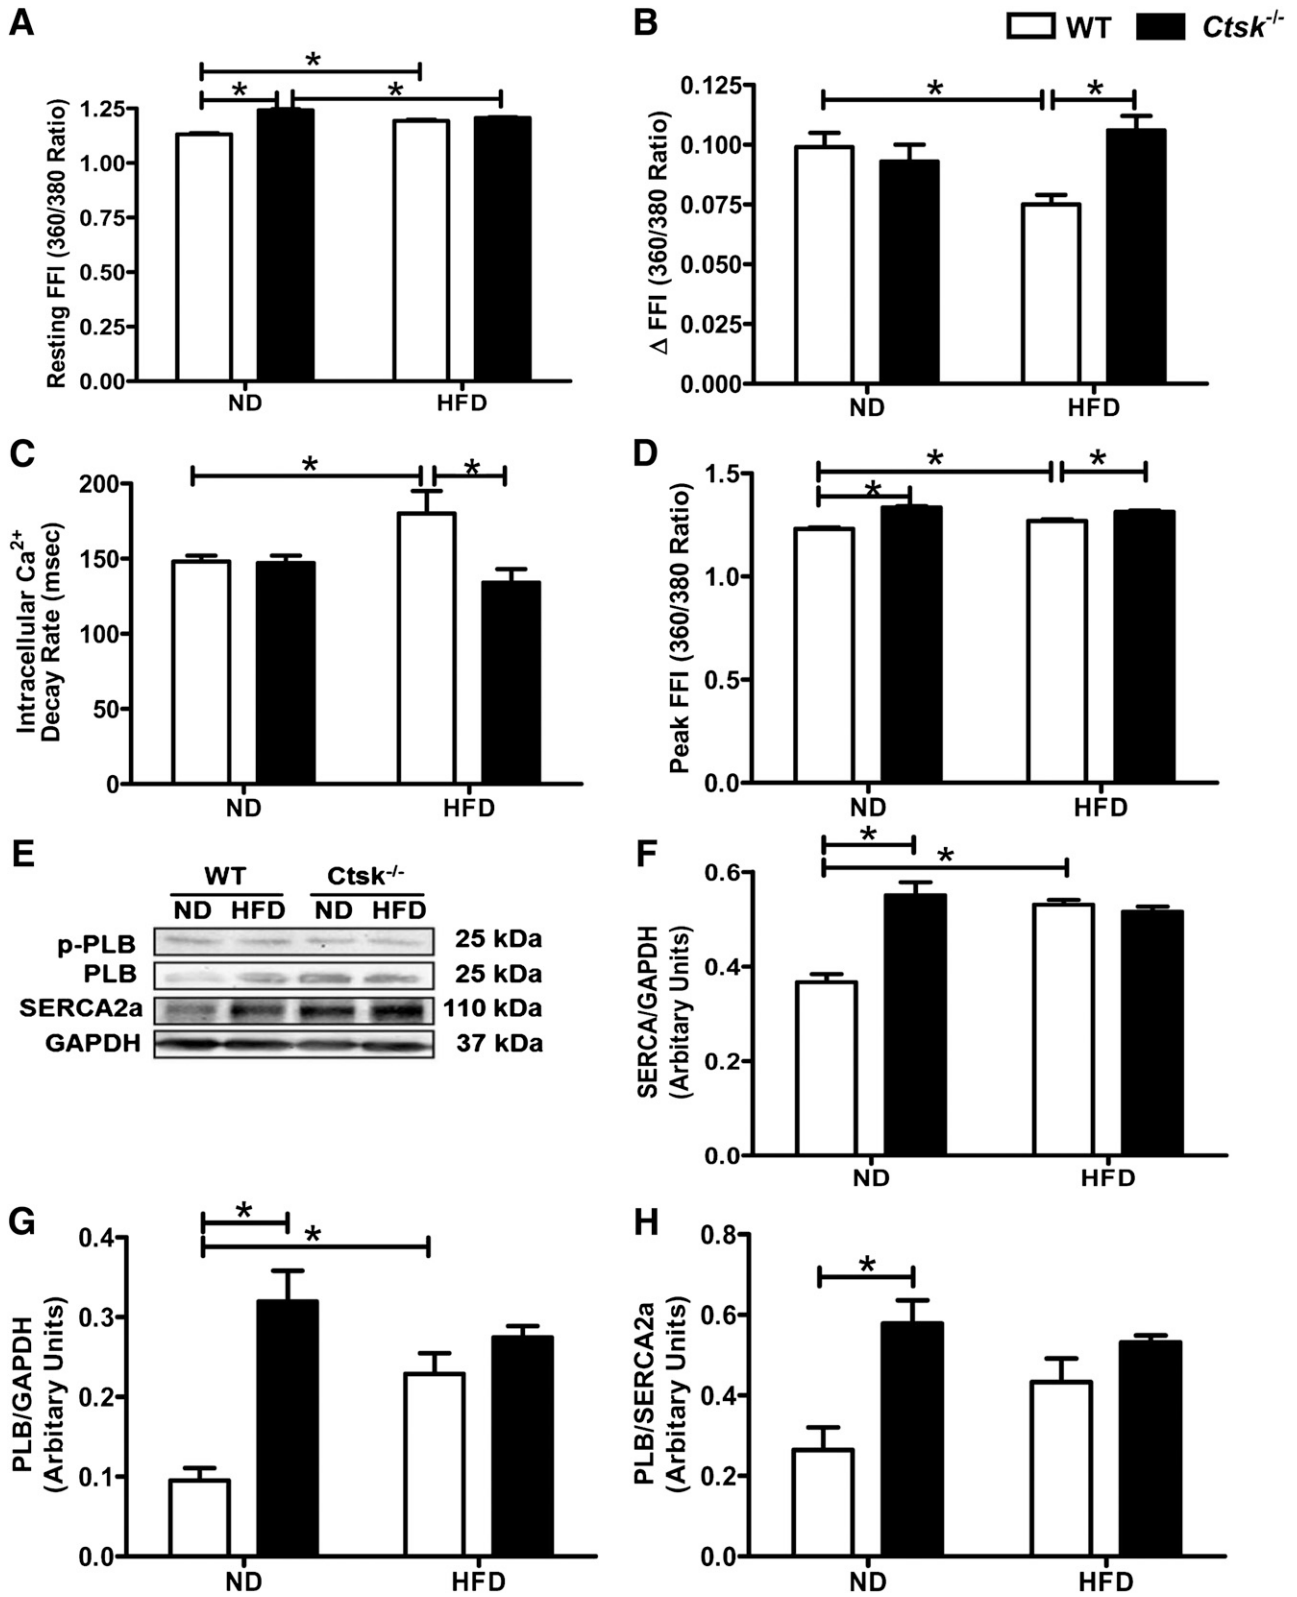 A
B
WT
Ctsk-/-
Resting FFI (360/380 Ratio)
1.25
1.00
0.75
0.50
0.25
0.00
* * *
ND HFD
Δ FFI (360/380 Ratio)
0.125
0.100
0.075
0.050
0.025
0.000
* *
ND HFD
C
Intracellular Ca2+
Decay Rate (msec)
200
150
100
50
0
* *
ND HFD
D
Peak FFI (360/380 Ratio)
1.5
1.0
0.5
0.0
* * *
ND HFD
E
WT Ctsk-/-
ND HFD ND HFD
p-PLB 25 kDa
PLB 25 kDa
SERCA2a 110 kDa
GAPDH 37 kDa
F
SERCA/GAPDH
(Arbitary Units)
0.6
0.4
0.2
0.0
* *
ND HFD
G
PLB/GAPDH
(Arbitary Units)
0.4
0.3
0.2
0.1
0.0
* *
ND HFD
H
PLB/SERCA2a
(Arbitary Units)
0.8
0.6
0.4
0.2
0.0
*
ND HFD